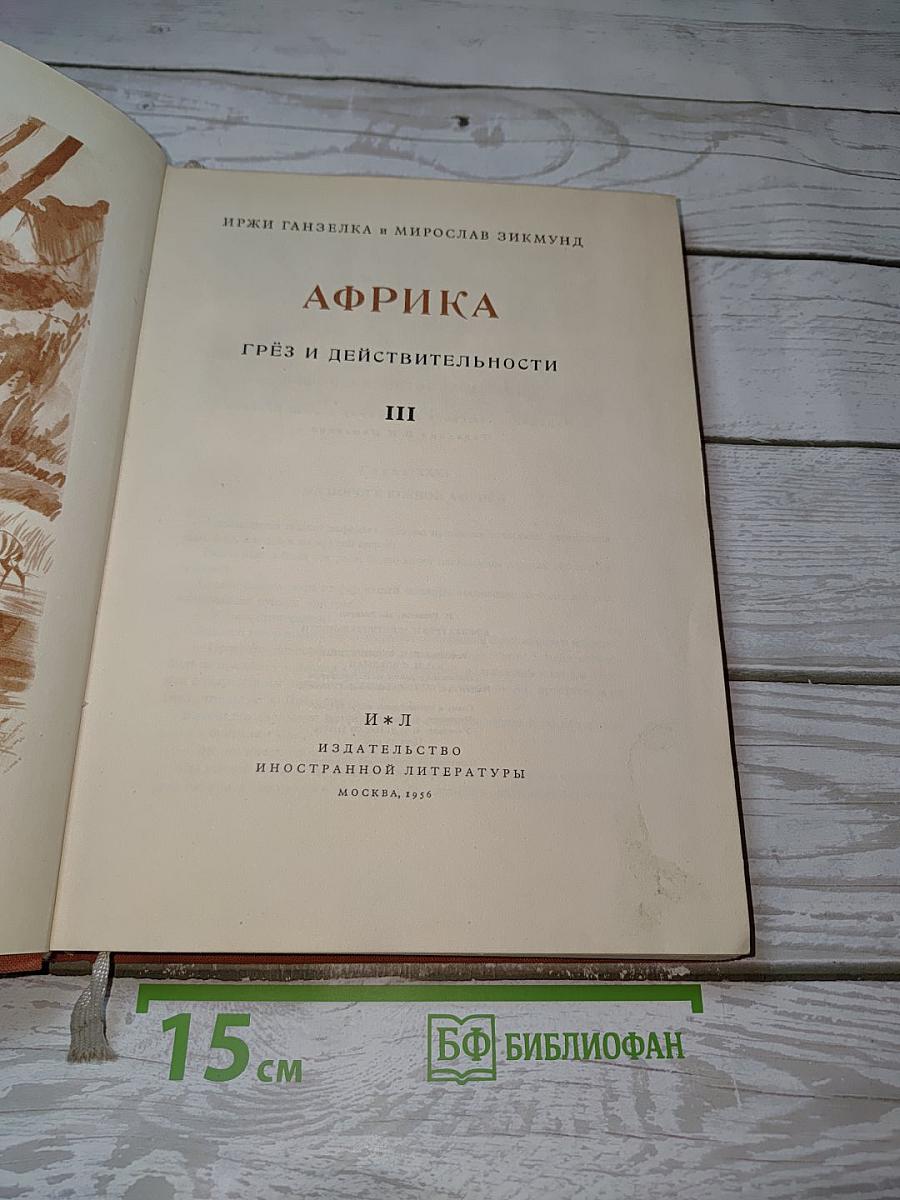 ИРЖИ ГАНЗЕЛКА и МИРОСЛАВ ЗИКМУНД
АФРИКА
ГРЁЗ И ДЕЙСТВИТЕЛЬНОСТИ
III
И*Л
ИЗДАТЕЛЬСТВО
ИНОСТРАННОЙ ЛИТЕРАТУРЫ
МОСКВА, 1956
15 см
БФ БИБЛИОФАН